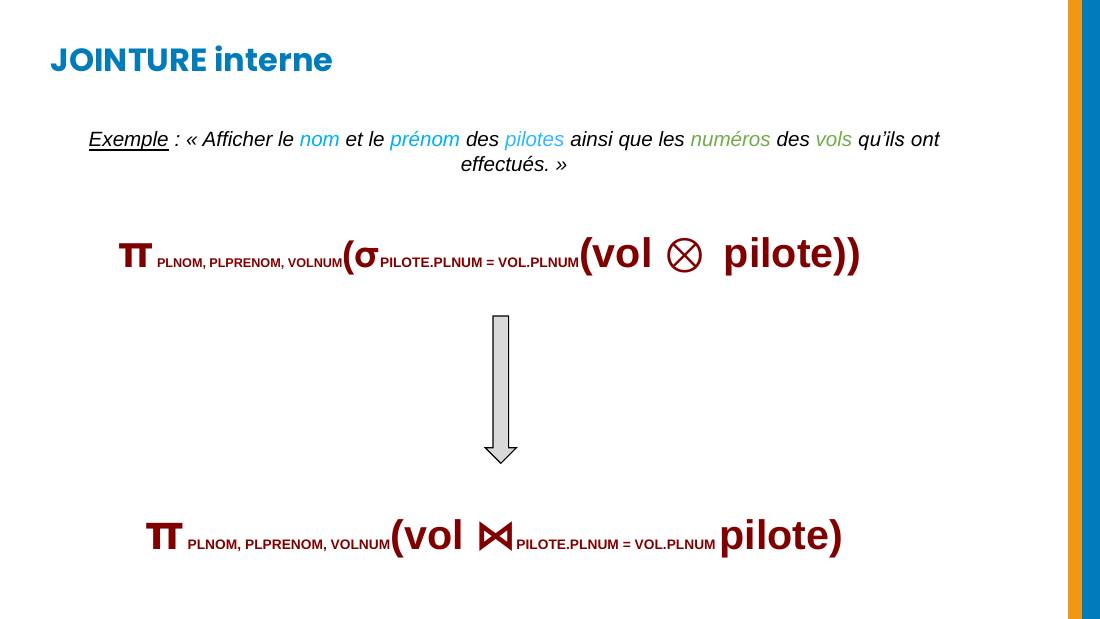 JOINTURE interne
Exemple : « Afficher le nom et le prénom des pilotes ainsi que les numéros des vols qu’ils ont
effectués. »
π PLNOM, PLPRENOM, VOLNUM(σPILOTE.PLNUM = VOL.PLNUM(vol ⊗ pilote))
π PLNOM, PLPRENOM, VOLNUM(vol ⋈PILOTE.PLNUM = VOL.PLNUM pilote)